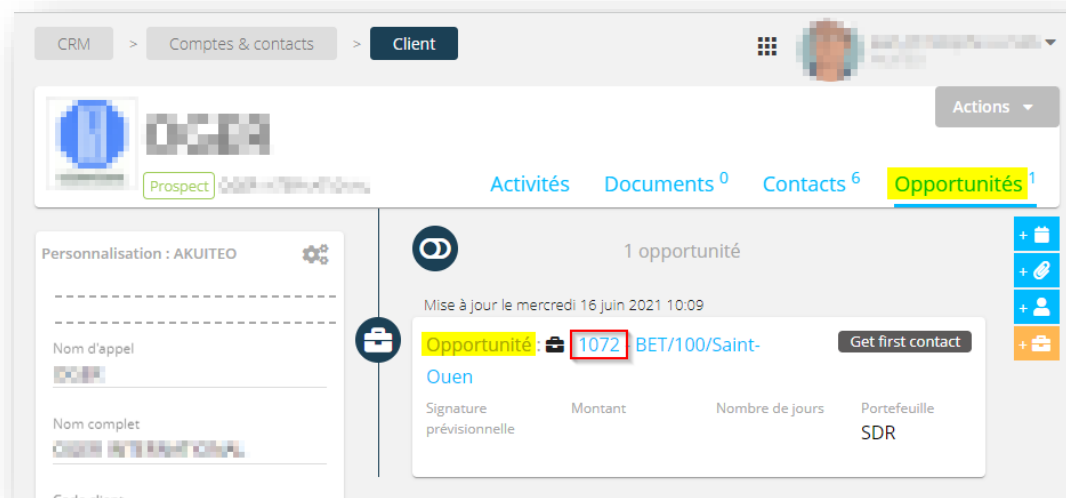 CRM > Comptes & contacts > Client
Actions
Prospect
Activités Documents 0 Contacts 6 Opportunités 1
Personnalisation : AKUITEO
Nom d'appel
Nom complet
1 opportunité
Mise à jour le mercredi 16 juin 2021 10:09
Opportunité : 1072 - BET/100/Saint-
Ouen
Get first contact
Signature
prévisionnelle
Montant
Nombre de jours
Portefeuille
SDR
+
+
+
+